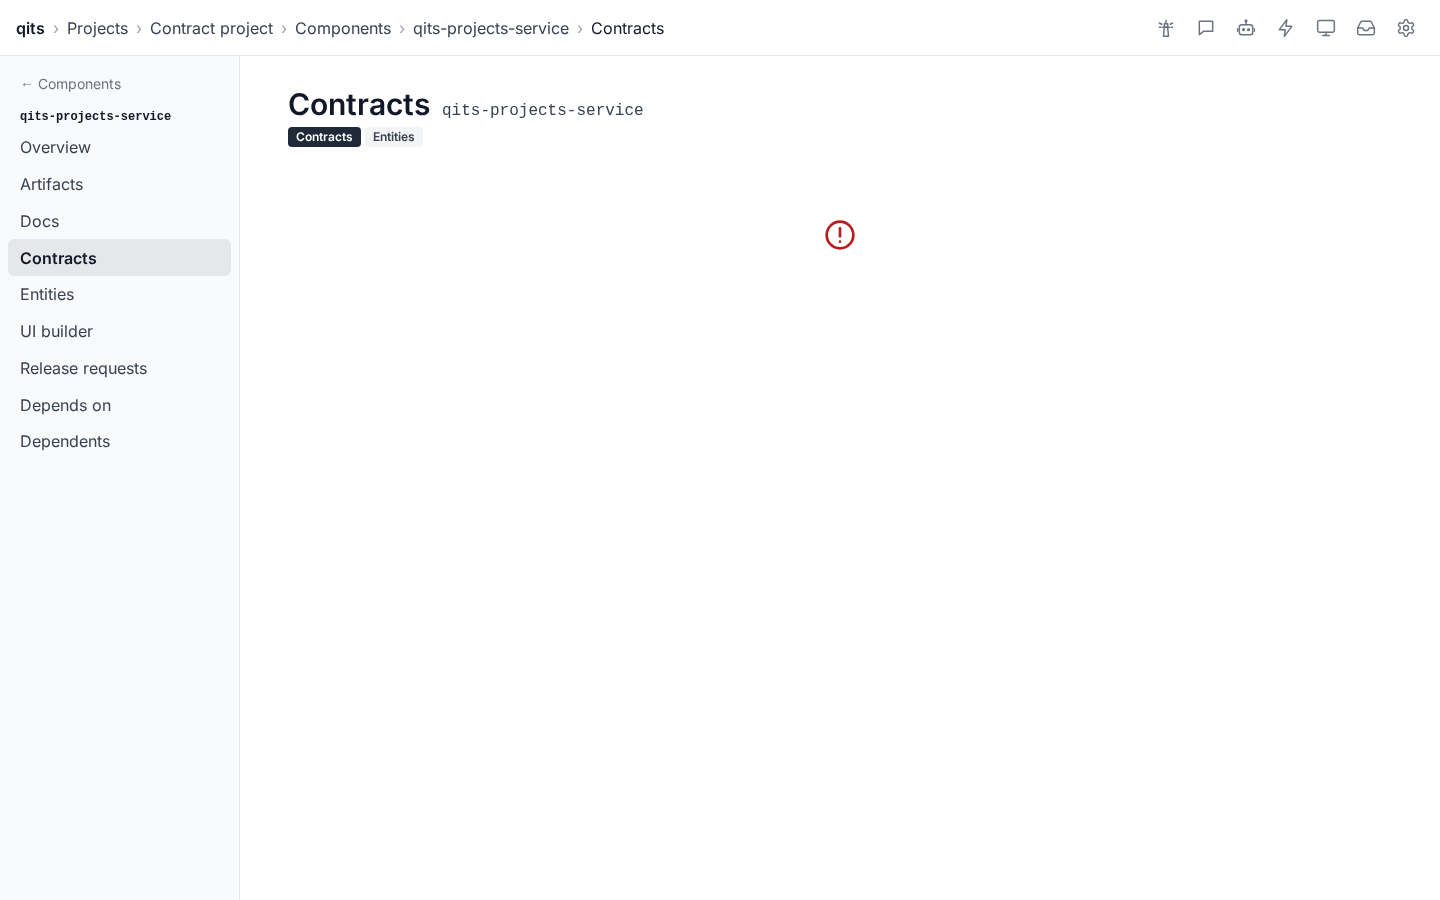 qits › Projects › Contract project › Components › qits-projects-service › Contracts
← Components
qits-projects-service
Overview
Artifacts
Docs
Contracts
Entities
UI builder
Release requests
Depends on
Dependents
Contracts qits-projects-service
Contracts Entities